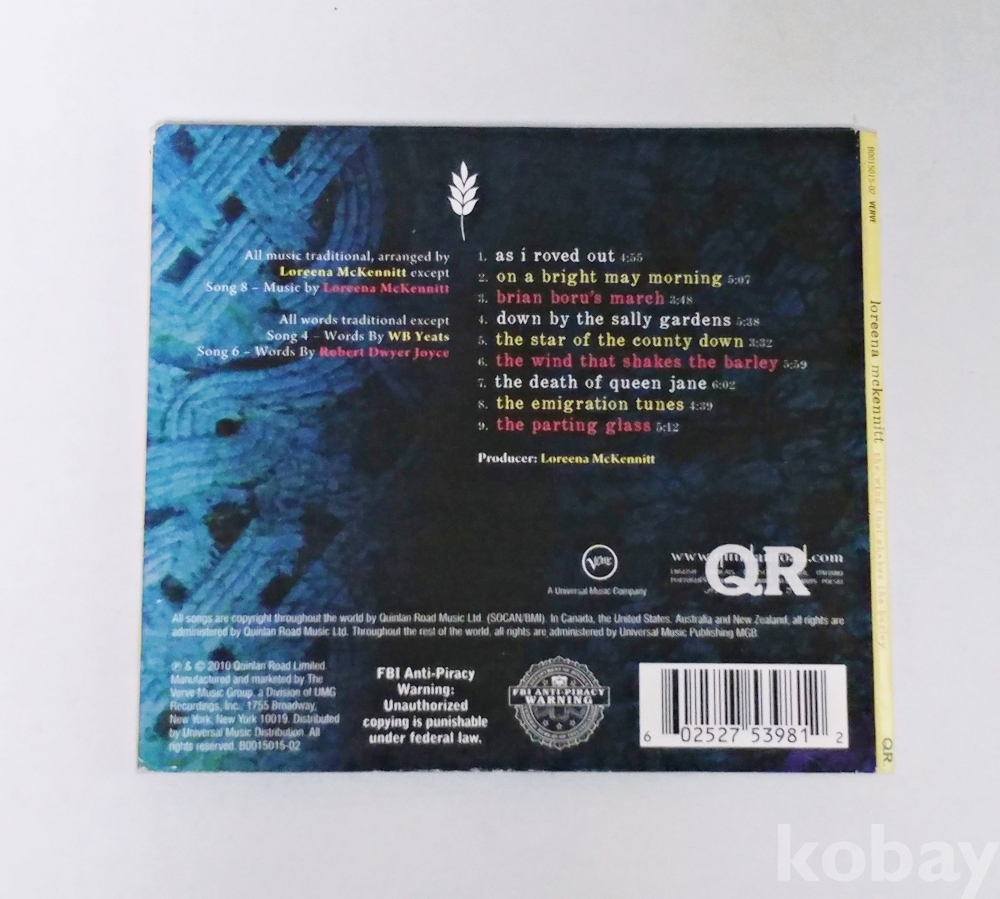 All music traditional, arranged by
Loreena McKennitt except
Song 8 – Music by Loreena McKennitt
All words traditional except
Song 4 – Words By WB Yeats
Song 6 – Words By Robert Dwyer Joyce
1. as i roved out 4:55
2. on a bright may morning 5:07
3. brian boru's march 3:48
4. down by the sally gardens 5:38
5. the star of the county down 3:32
6. the wind that shakes the barley 5:59
7. the death of queen jane 6:02
8. the emigration tunes 4:39
9. the parting glass 5:12
Producer: Loreena McKennitt
Verve
A Universal Music Company
QR
All songs are copyright throughout the world by Quinlan Road Music Ltd. (SOCAN/BMI). In Canada, the United States, Australia and New Zealand, all rights are
administered by Quinlan Road Music Ltd. Throughout the rest of the world, all rights are administered by Universal Music Publishing MGB.
℗ & © 2010 Quinlan Road Limited.
Manufactured and marketed by The
Verve Music Group, a Division of UMG
Recordings, Inc., 1755 Broadway,
New York, New York 10019. Distributed
by Universal Music Distribution. All
rights reserved. B0015015-02
FBI Anti-Piracy
Warning:
Unauthorized
copying is punishable
under federal law.
FBI ANTI-PIRACY
WARNING
6 02527 53981 2
B0015015-02 VERVE
loreena mckennitt
QR
kobay